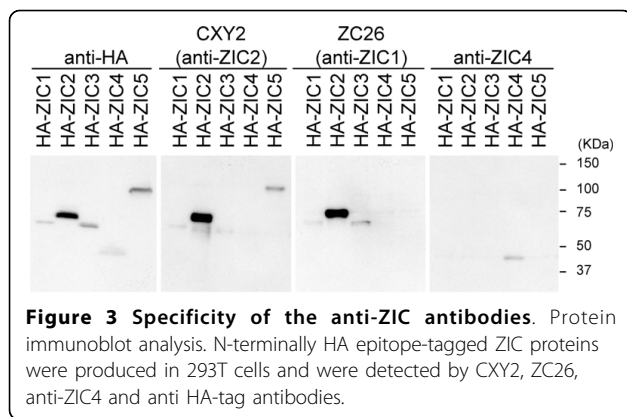 CXY2 ZC26
anti-HA (anti-ZIC2) (anti-ZIC1) anti-ZIC4
HA-ZIC1 HA-ZIC2 HA-ZIC3 HA-ZIC4 HA-ZIC5 HA-ZIC1 HA-ZIC2 HA-ZIC3 HA-ZIC4 HA-ZIC5 HA-ZIC1 HA-ZIC2 HA-ZIC3 HA-ZIC4 HA-ZIC5 HA-ZIC1 HA-ZIC2 HA-ZIC3 HA-ZIC4 HA-ZIC5
(KDa)
150
100
75
50
37
Figure 3 Specificity of the anti-ZIC antibodies. Protein
immunoblot analysis. N-terminally HA epitope-tagged ZIC proteins
were produced in 293T cells and were detected by CXY2, ZC26,
anti-ZIC4 and anti HA-tag antibodies.